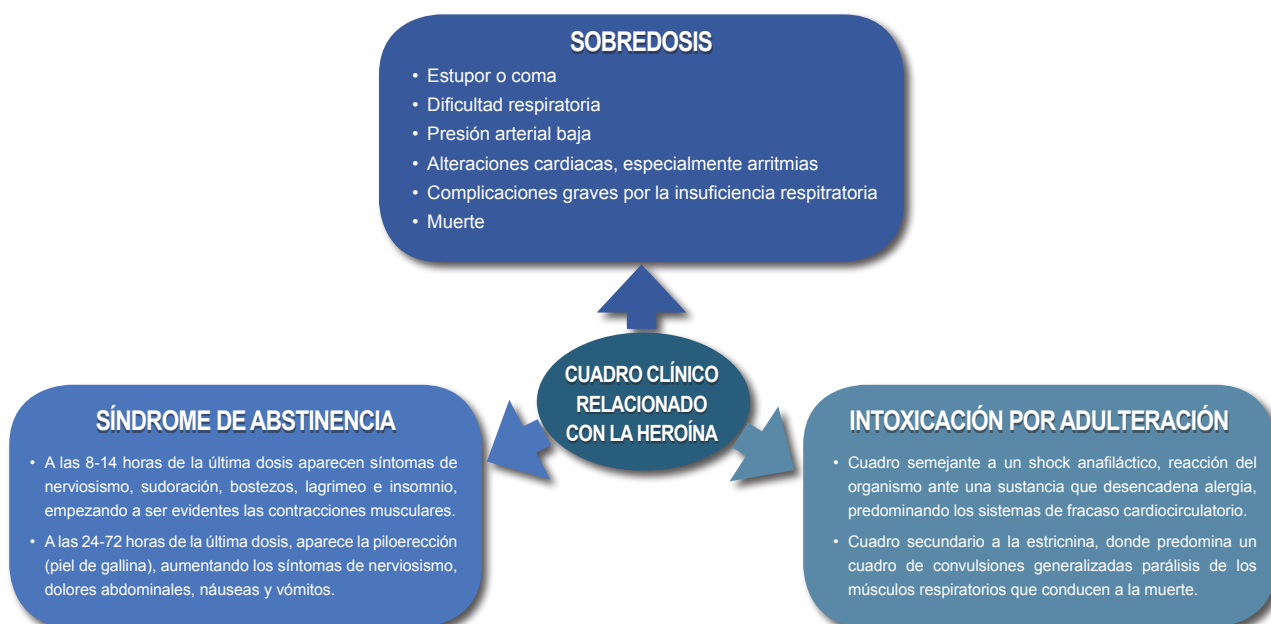 SOBREDOSIS
• Estupor o coma
• Dificultad respiratoria
• Presión arterial baja
• Alteraciones cardiacas, especialmente arritmias
• Complicaciones graves por la insuficiencia respitratoria
• Muerte
CUADRO CLÍNICO
RELACIONADO
CON LA HEROÍNA
SÍNDROME DE ABSTINENCIA
• A las 8-14 horas de la última dosis aparecen síntomas de
nerviosismo, sudoración, bostezos, lagrimeo e insomnio,
empezando a ser evidentes las contracciones musculares.
• A las 24-72 horas de la última dosis, aparece la piloerección
(piel de gallina), aumentando los síntomas de nerviosismo,
dolores abdominales, náuseas y vómitos.
INTOXICACIÓN POR ADULTERACIÓN
• Cuadro semejante a un shock anafiláctico, reacción del
organismo ante una sustancia que desencadena alergia,
predominando los sistemas de fracaso cardiocirculatorio.
• Cuadro secundario a la estricnina, donde predomina un
cuadro de convulsiones generalizadas parálisis de los
músculos respiratorios que conducen a la muerte.